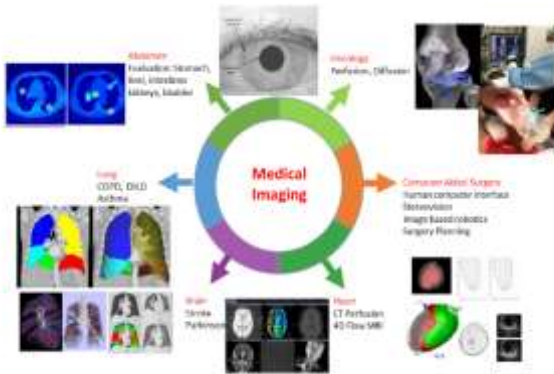 Abdomen
Evaluation: Stomach,
liver, intestines
kidneys, bladder
Oncology
Perfusion, Diffusion
Medical
Imaging
Lung
COPD, DILD
Asthma
Computer Aided Surgery
Human computer interface
Stereovision
Image based robotics
Surgery Planning
Brain
Stroke
Parkinson
Heart
CT Perfusion
4D Flow MRI